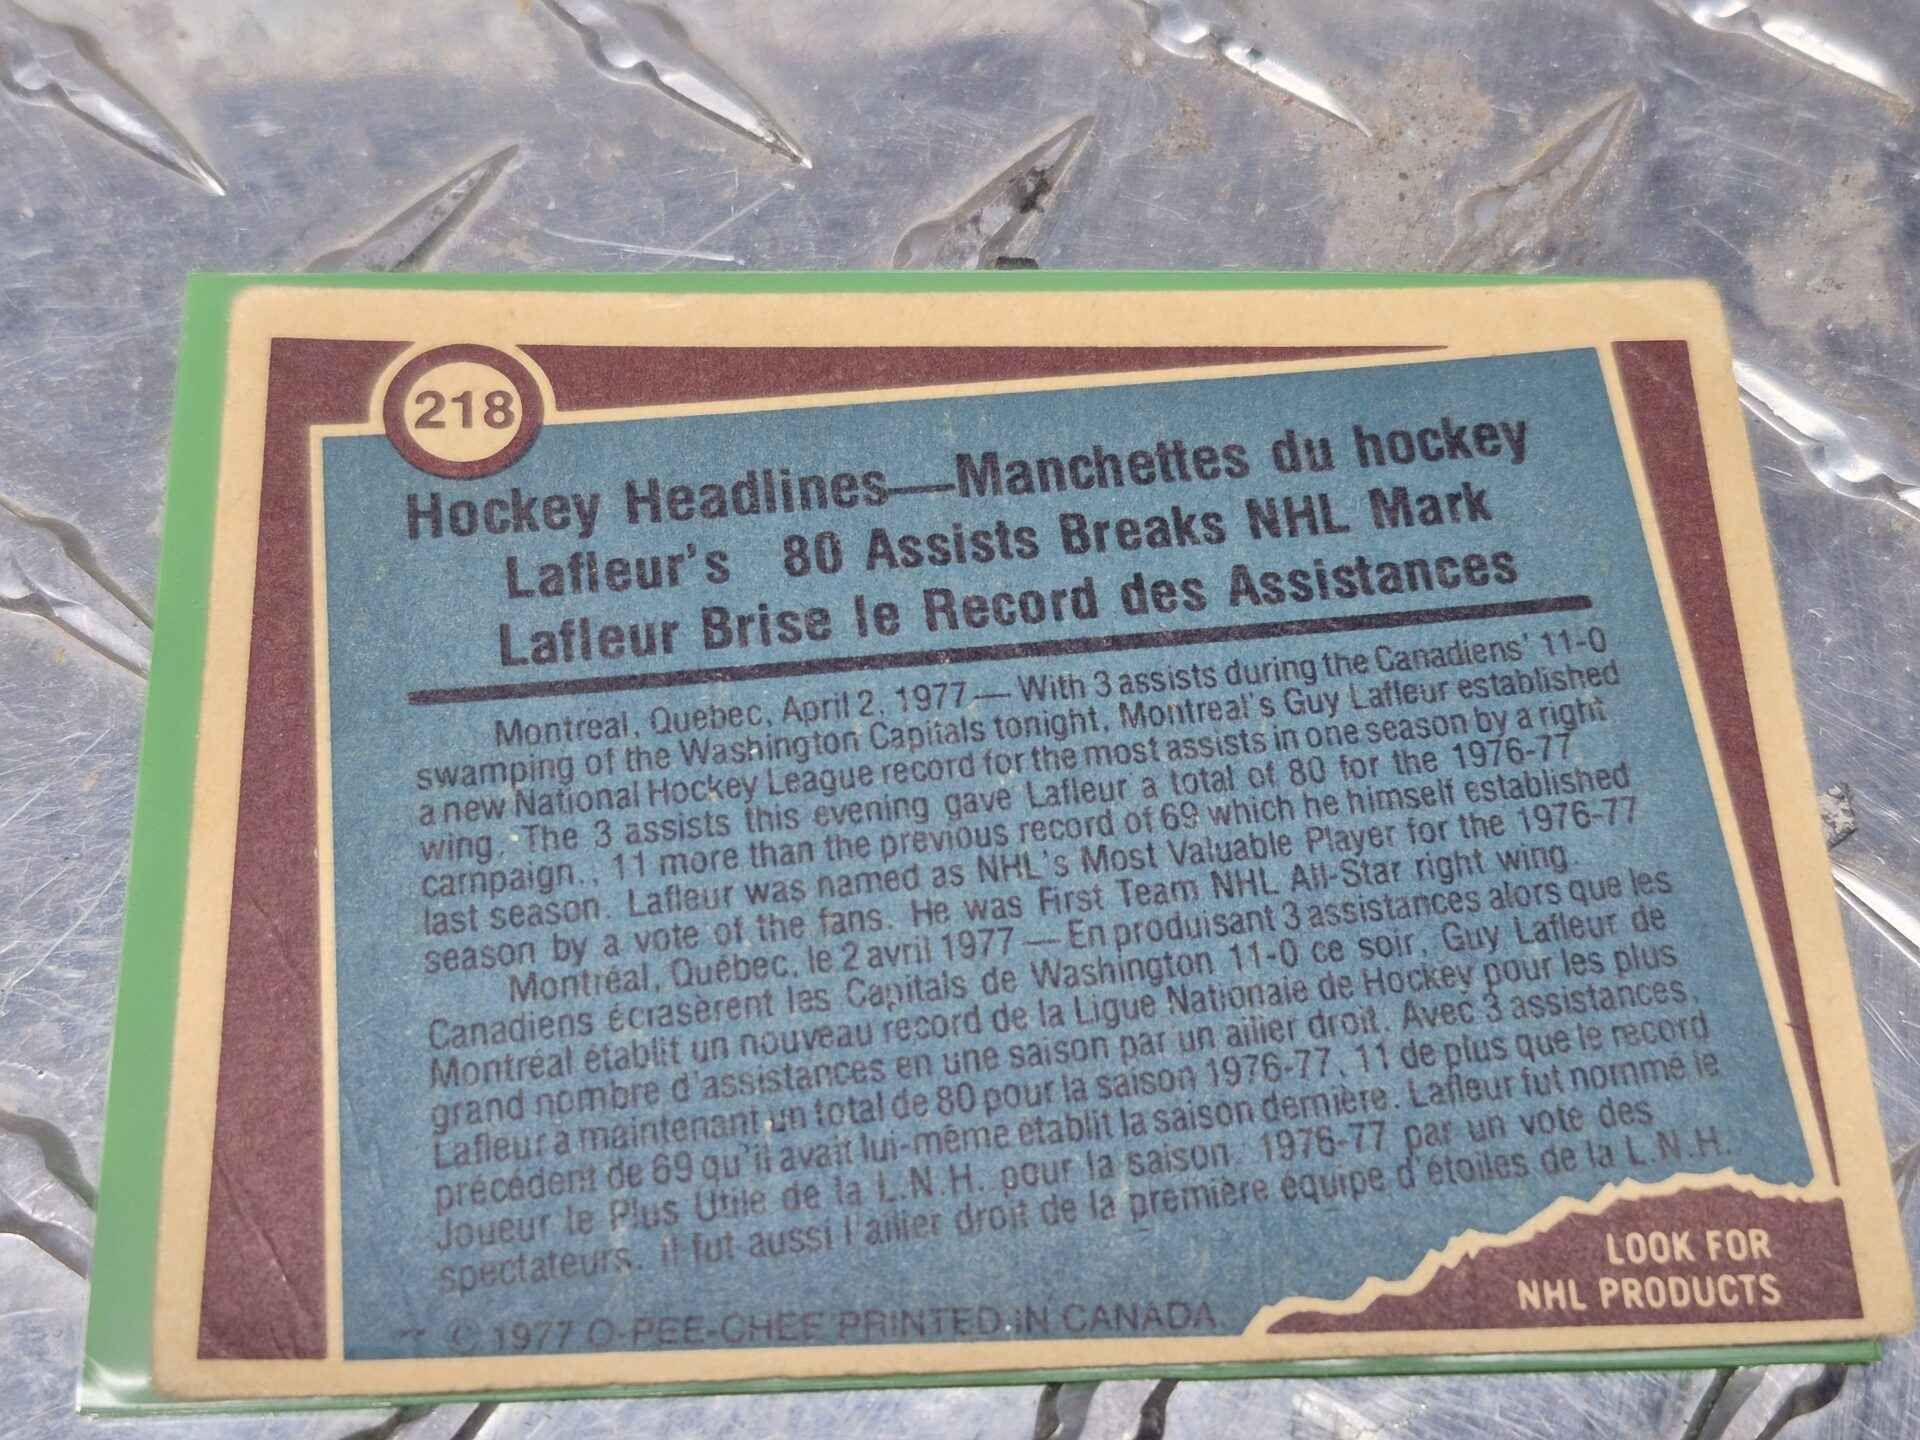 218
Hockey Headlines—Manchettes du hockey
Lafleur's 80 Assists Breaks NHL Mark
Lafleur Brise le Record des Assistances
Montreal, Quebec, April 2, 1977 — With 3 assists during the Canadiens' 11-0
swamping of the Washington Capitals tonight, Montreal's Guy Lafleur established
a new National Hockey League record for the most assists in one season by a right
wing. The 3 assists this evening gave Lafleur a total of 80 for the 1976-77
campaign., 11 more than the previous record of 69 which he himself established
last season. Lafleur was named as NHL's Most Valuable Player for the 1976-77
season by a vote of the fans. He was First Team NHL All-Star right wing.
Montréal, Québec, le 2 avril 1977 — En produisant 3 assistances alors que les
Canadiens écrasèrent les Capitals de Washington 11-0 ce soir, Guy Lafleur de
Montréal établit un nouveau record de la Ligue Nationale de Hockey pour les plus
grand nombre d'assistances en une saison par un ailier droit. Avec 3 assistances,
Lafleur a maintenant un total de 80 pour la saison 1976-77, 11 de plus que le record
précédent de 69 qu'il avait lui-même établit la saison dernière. Lafleur fut nommé le
Joueur le Plus Utile de la L.N.H. pour la saison 1976-77 par un vote des
spectateurs. Il fut aussi l'ailier droit de la première équipe d'étoiles de la L.N.H.
© 1977 O-PEE-CHEE PRINTED IN CANADA.
LOOK FOR
NHL PRODUCTS